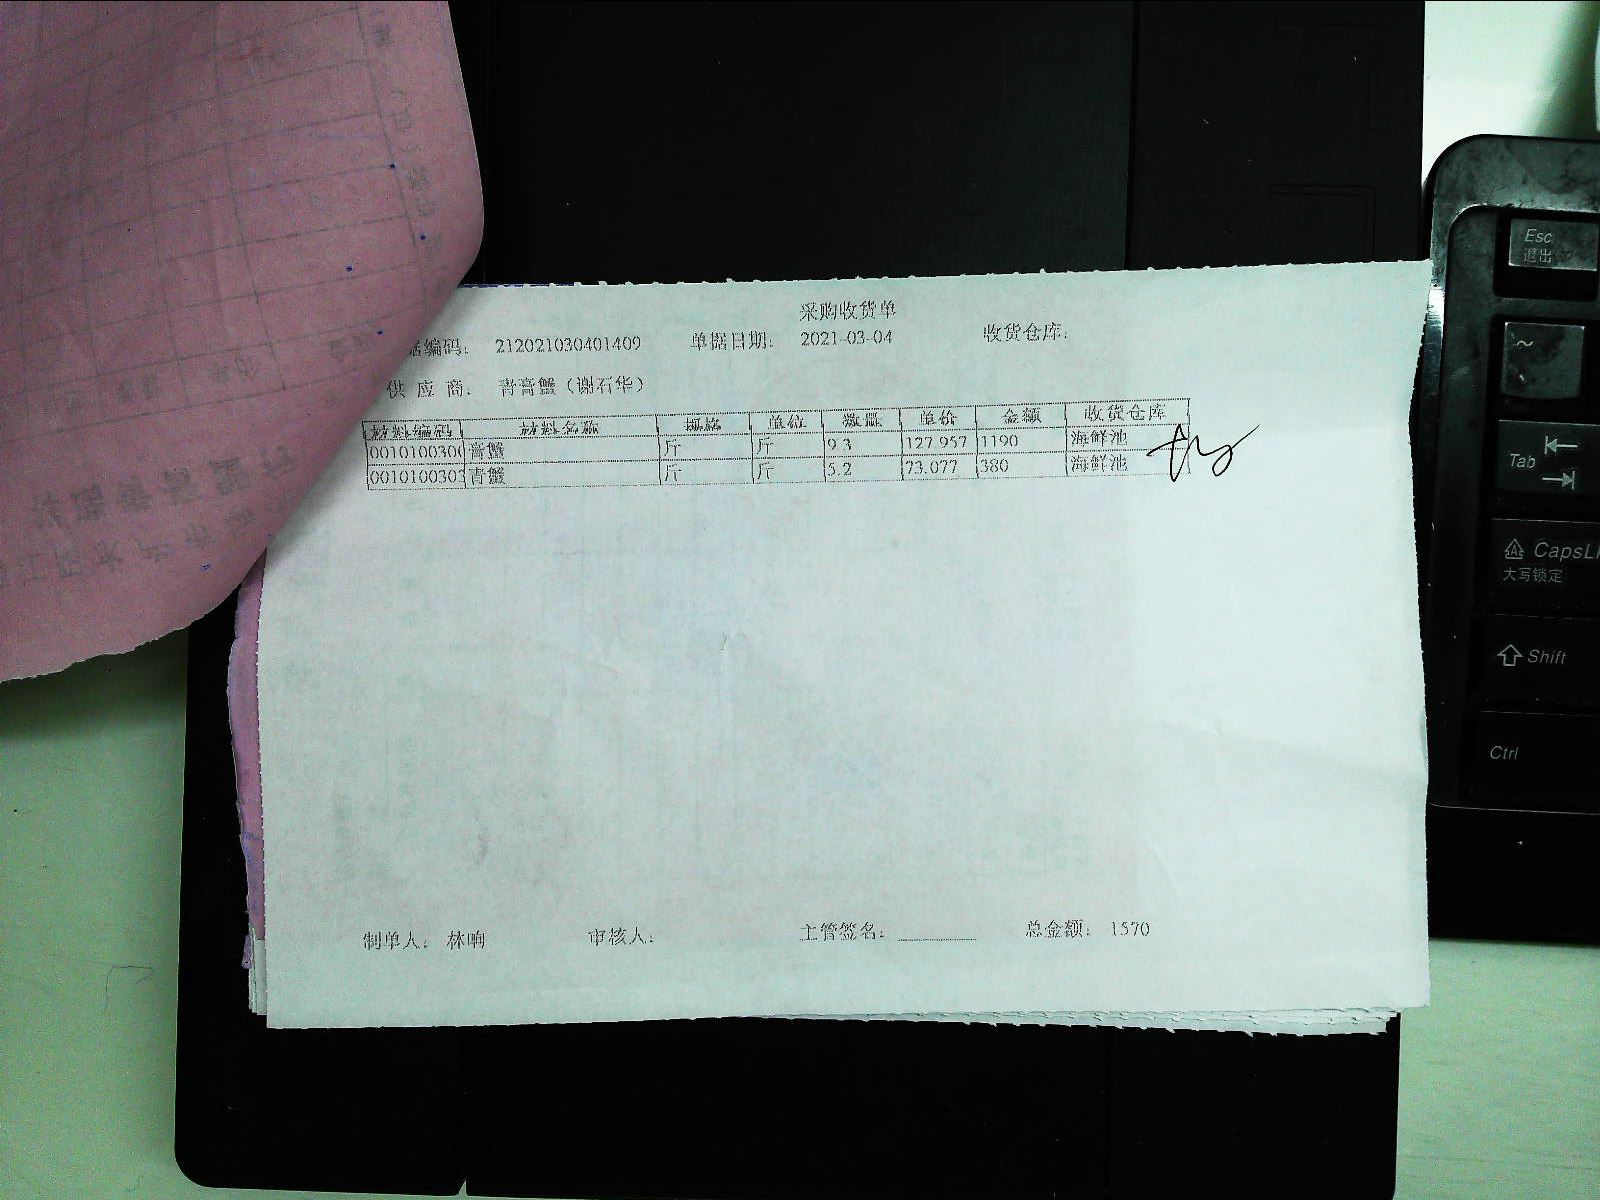 采购收货单
据编码： 212021030401409 单据日期： 2021-03-04 收货仓库：
供应商： 青膏蟹（谢石华）
材料编码 材料名称 规格 单位 数量 单价 金额 收货仓库
0010100300 膏蟹 斤 斤 9.3 127.957 1190 海鲜池
0010100303 青蟹 斤 斤 5.2 73.077 380 海鲜池
制单人： 林响 审核人： 主管签名： 总金额： 1570
Esc
退出
~
Tab
CapsL
大写锁定
Shift
Ctrl